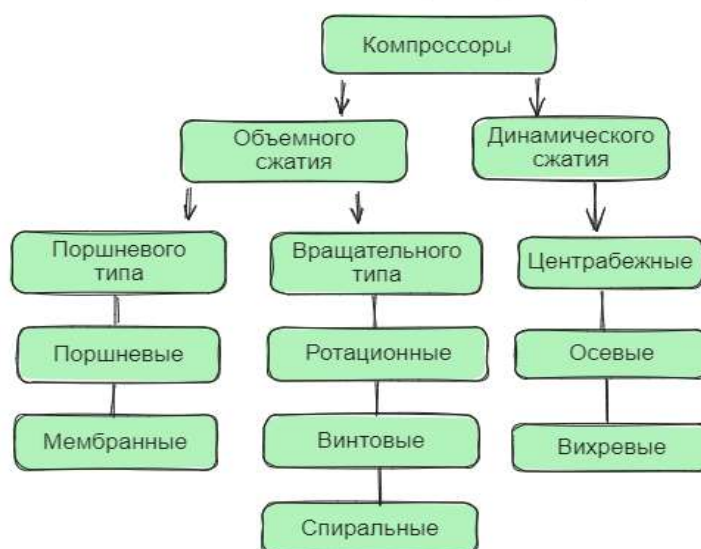 Компрессоры
Объемного
сжатия
Динамического
сжатия
Поршневого
типа
Вращательного
типа
Центрабежные
Поршневые
Ротационные
Осевые
Мембранные
Винтовые
Вихревые
Спиральные